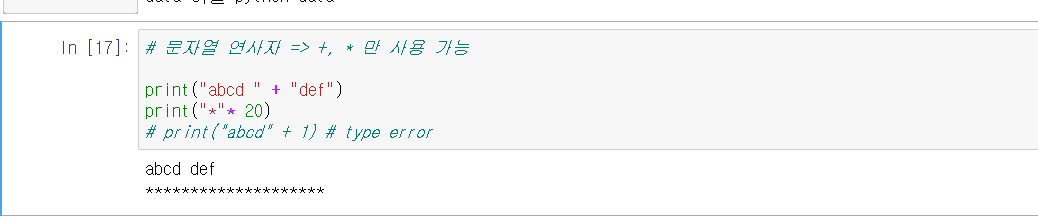 In [17]:
# 문자열 연사자 => +, * 만 사용 가능
print("abcd " + "def")
print("*"* 20)
# print("abcd" + 1) # type error
abcd def
********************